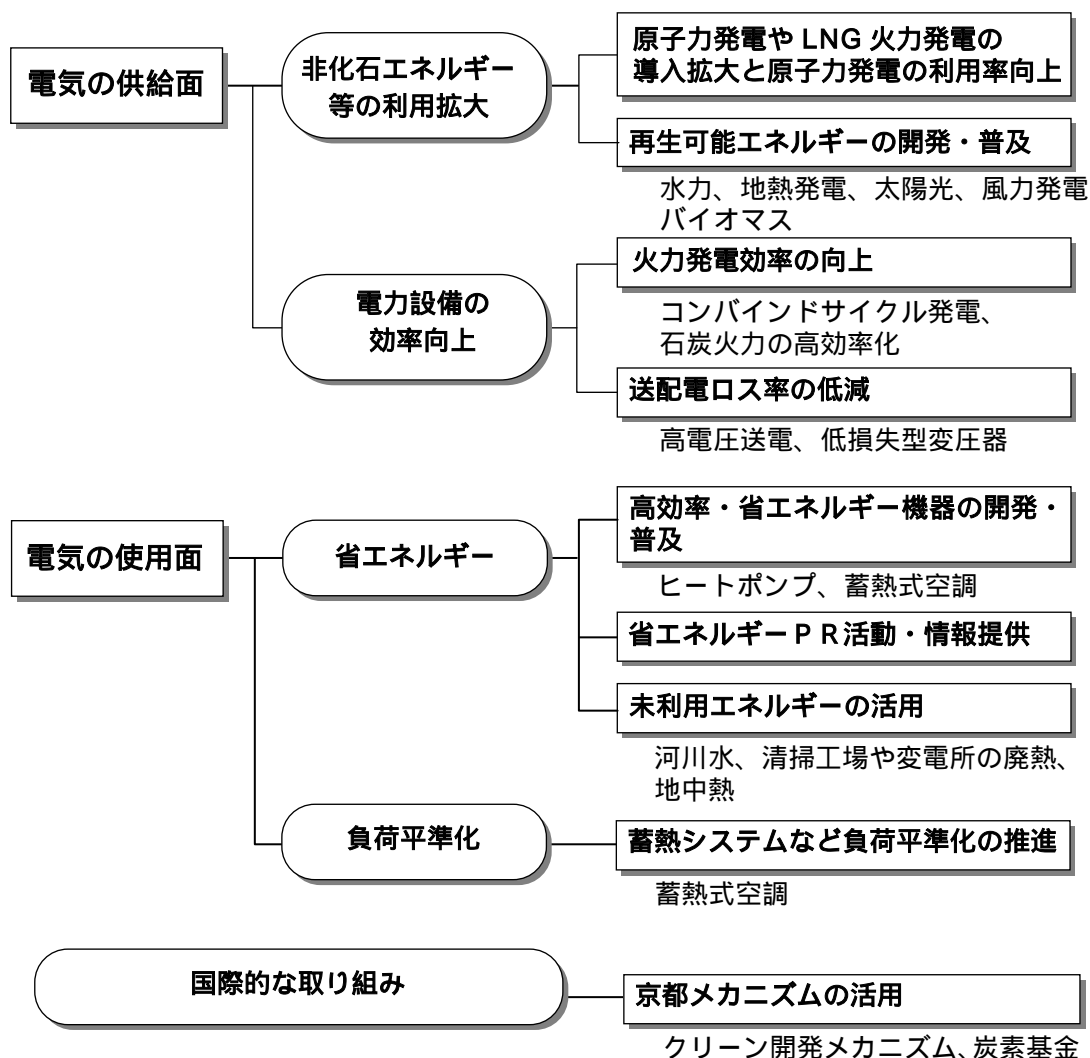 電気の供給面
非化石エネルギー
等の利用拡大
原子力発電や LNG 火力発電の
導入拡大と原子力発電の利用率向上
再生可能エネルギーの開発・普及
水力、地熱発電、太陽光、風力発電
バイオマス
電力設備の
効率向上
火力発電効率の向上
コンバインドサイクル発電、
石炭火力の高効率化
送配電ロス率の低減
高電圧送電、低損失型変圧器
電気の使用面
省エネルギー
高効率・省エネルギー機器の開発・
普及
ヒートポンプ、蓄熱式空調
省エネルギーＰＲ活動・情報提供
未利用エネルギーの活用
河川水、清掃工場や変電所の廃熱、
地中熱
負荷平準化
蓄熱システムなど負荷平準化の推進
蓄熱式空調
国際的な取り組み
京都メカニズムの活用
クリーン開発メカニズム、炭素基金